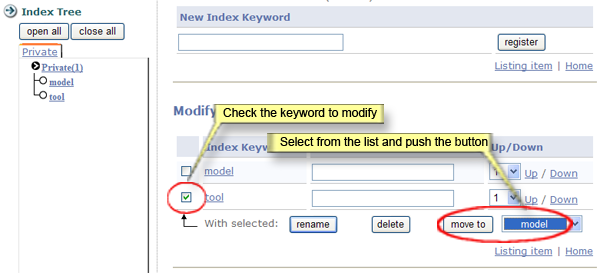 Index Tree
open all close all
Private
Private(1)
model
tool
New Index Keyword
register
Listing item | Home
Modify
Check the keyword to modify
Select from the list and push the button
Index Key Up/Down
model 1 Up / Down
tool 1 Up / Down
With selected: rename delete move to model
Listing item | Home